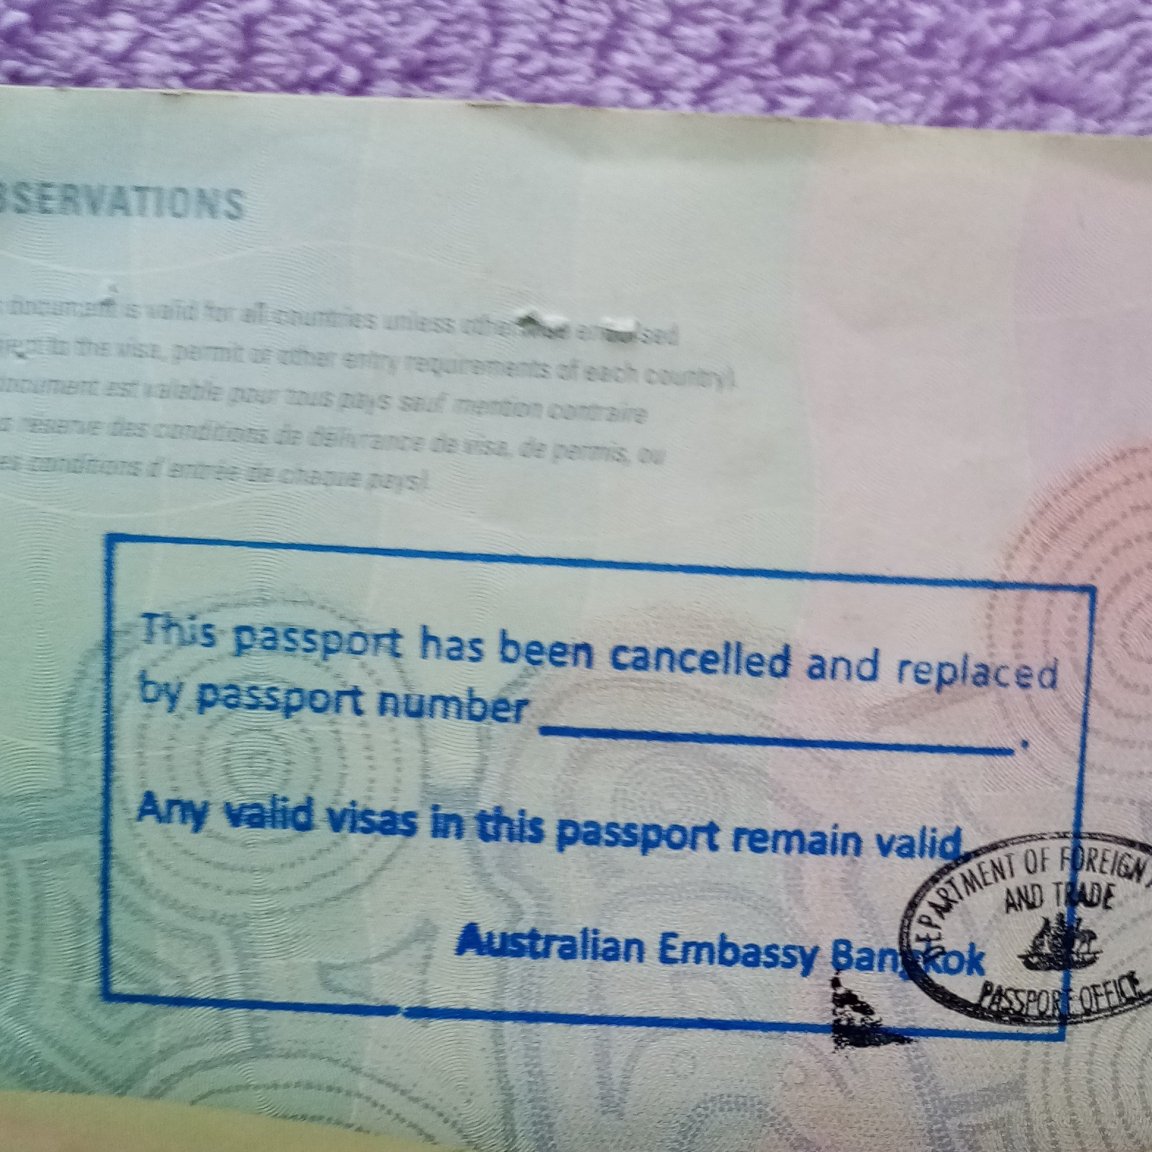 BSERVATIONS
document is valid for all countries unless otherwise endorsed
to the visa, permit or other entry requirements of each country)
document est valable pour tous pays sauf mention contraire
réserve des conditions de délivrance de visa, de permis, ou
es conditions d'entrée de chaque pays)
This passport has been cancelled and replaced
by passport number ____________________.
Any valid visas in this passport remain valid.
Australian Embassy Bangkok
DEPARTMENT OF FOREIGN A
AND TRADE
PASSPORT OFFICE